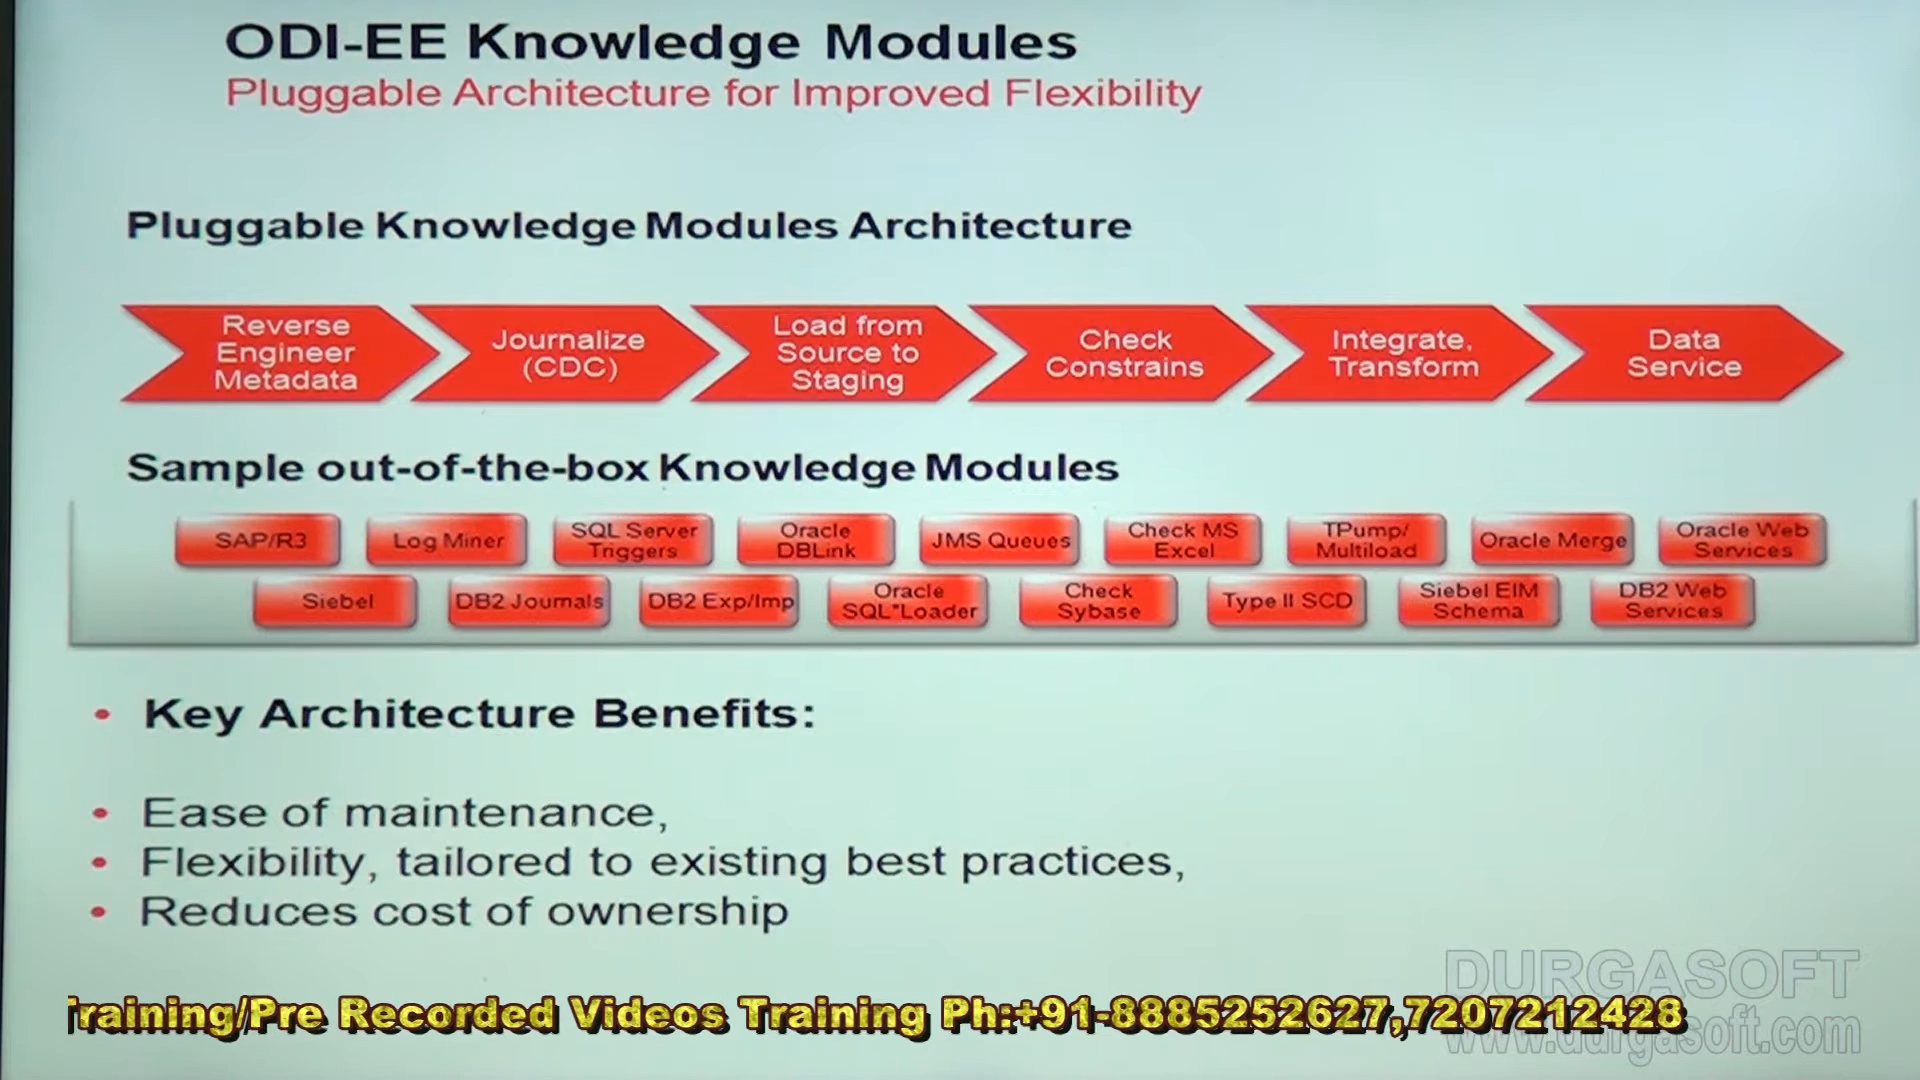 ODI-EE Knowledge Modules
Pluggable Architecture for Improved Flexibility
Pluggable Knowledge Modules Architecture
Reverse
Engineer
Metadata
Journalize
(CDC)
Load from
Source to
Staging
Check
Constrains
Integrate,
Transform
Data
Service
Sample out-of-the-box Knowledge Modules
SAP/R3
Log Miner
SQL Server
Triggers
Oracle
DBLink
JMS Queues
Check MS
Excel
TPump/
Multiload
Oracle Merge
Oracle Web
Services
Siebel
DB2 Journals
DB2 Exp/Imp
Oracle
SQL*Loader
Check
Sybase
Type II SCD
Siebel EIM
Schema
DB2 Web
Services
• Key Architecture Benefits:
• Ease of maintenance,
• Flexibility, tailored to existing best practices,
• Reduces cost of ownership
DURGASOFT
raining/Pre Recorded Videos Training Ph:+91-8885252627,7207212428
www.durgasoft.com